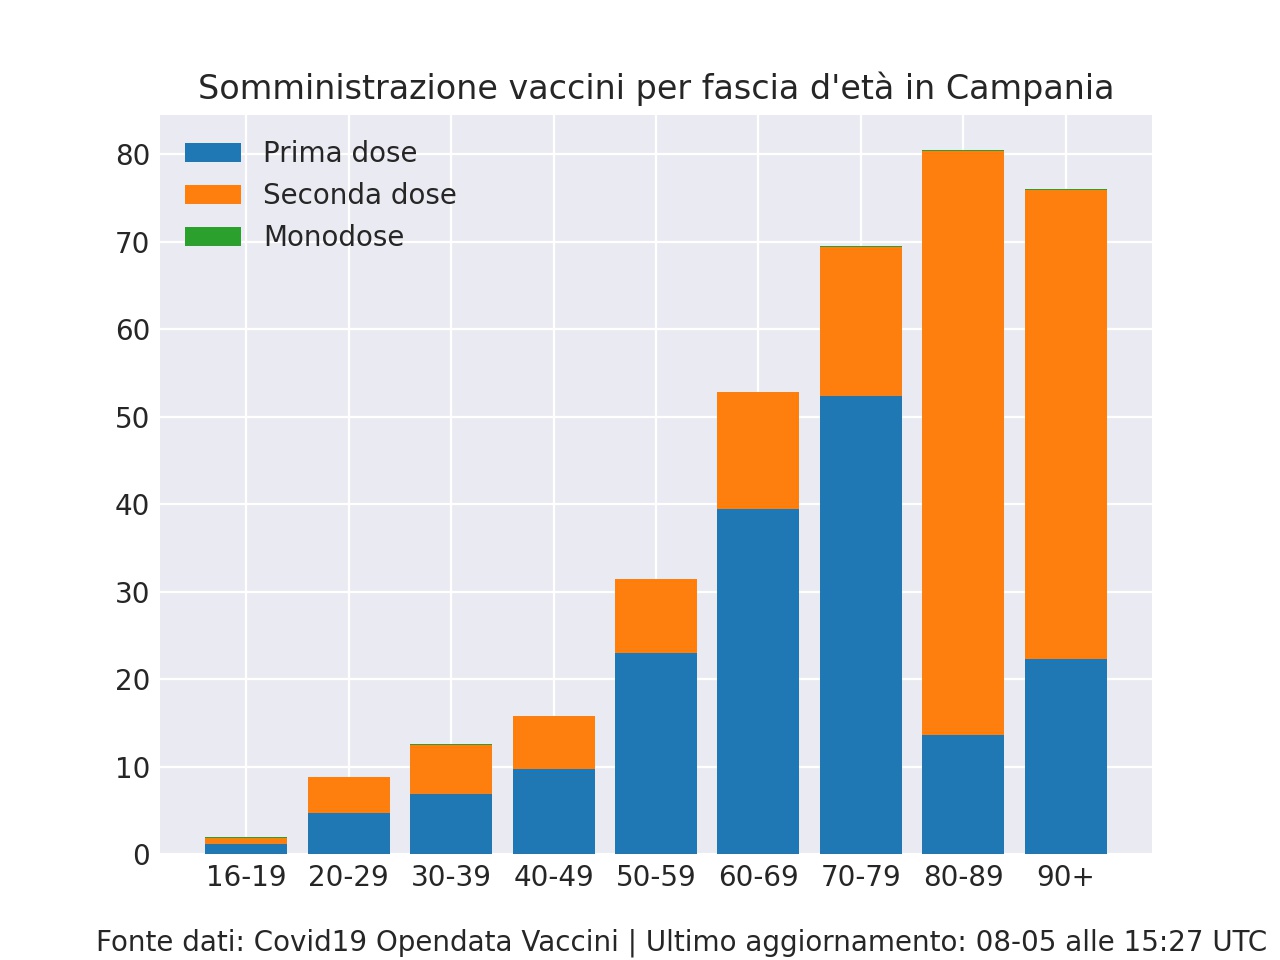 Somministrazione vaccini per fascia d'età in Campania
Prima dose
Seconda dose
Monodose
80
70
60
50
40
30
20
10
0
16-19 20-29 30-39 40-49 50-59 60-69 70-79 80-89 90+
Fonte dati: Covid19 Opendata Vaccini | Ultimo aggiornamento: 08-05 alle 15:27 UTC